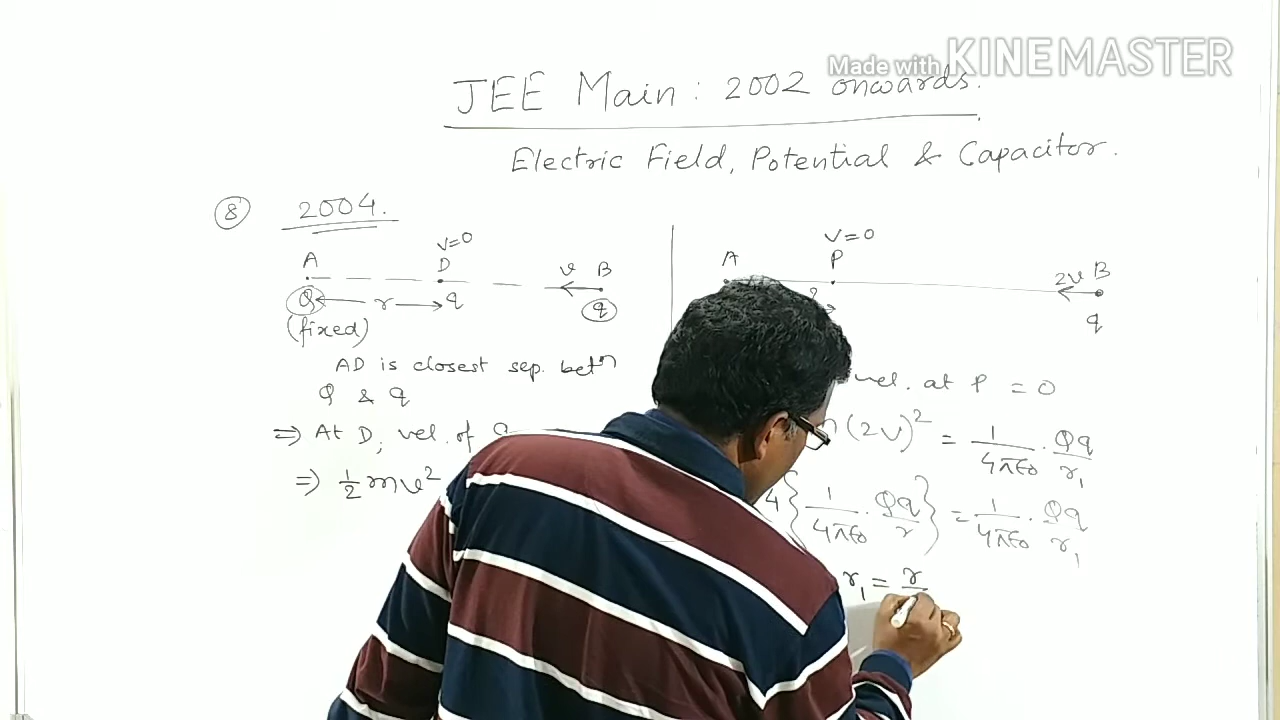 Made with KINEMASTER
JEE Main : 2002 onwards.
Electric Field, Potential & Capacitor.
⑧ 2004.
V=0
A D v B
Q r q q
(fixed)
AD is closest sep. betⁿ
Q & q
⇒ At D, vel. of q
⇒ 1/2 mv²
V=0
A P 2v B
q
vel. at P = 0
(2v)² = 1/4πε₀ . Qq/r₁
4 { 1/4πε₀ . Qq/r } = 1/4πε₀ . Qq/r₁
r₁ = r